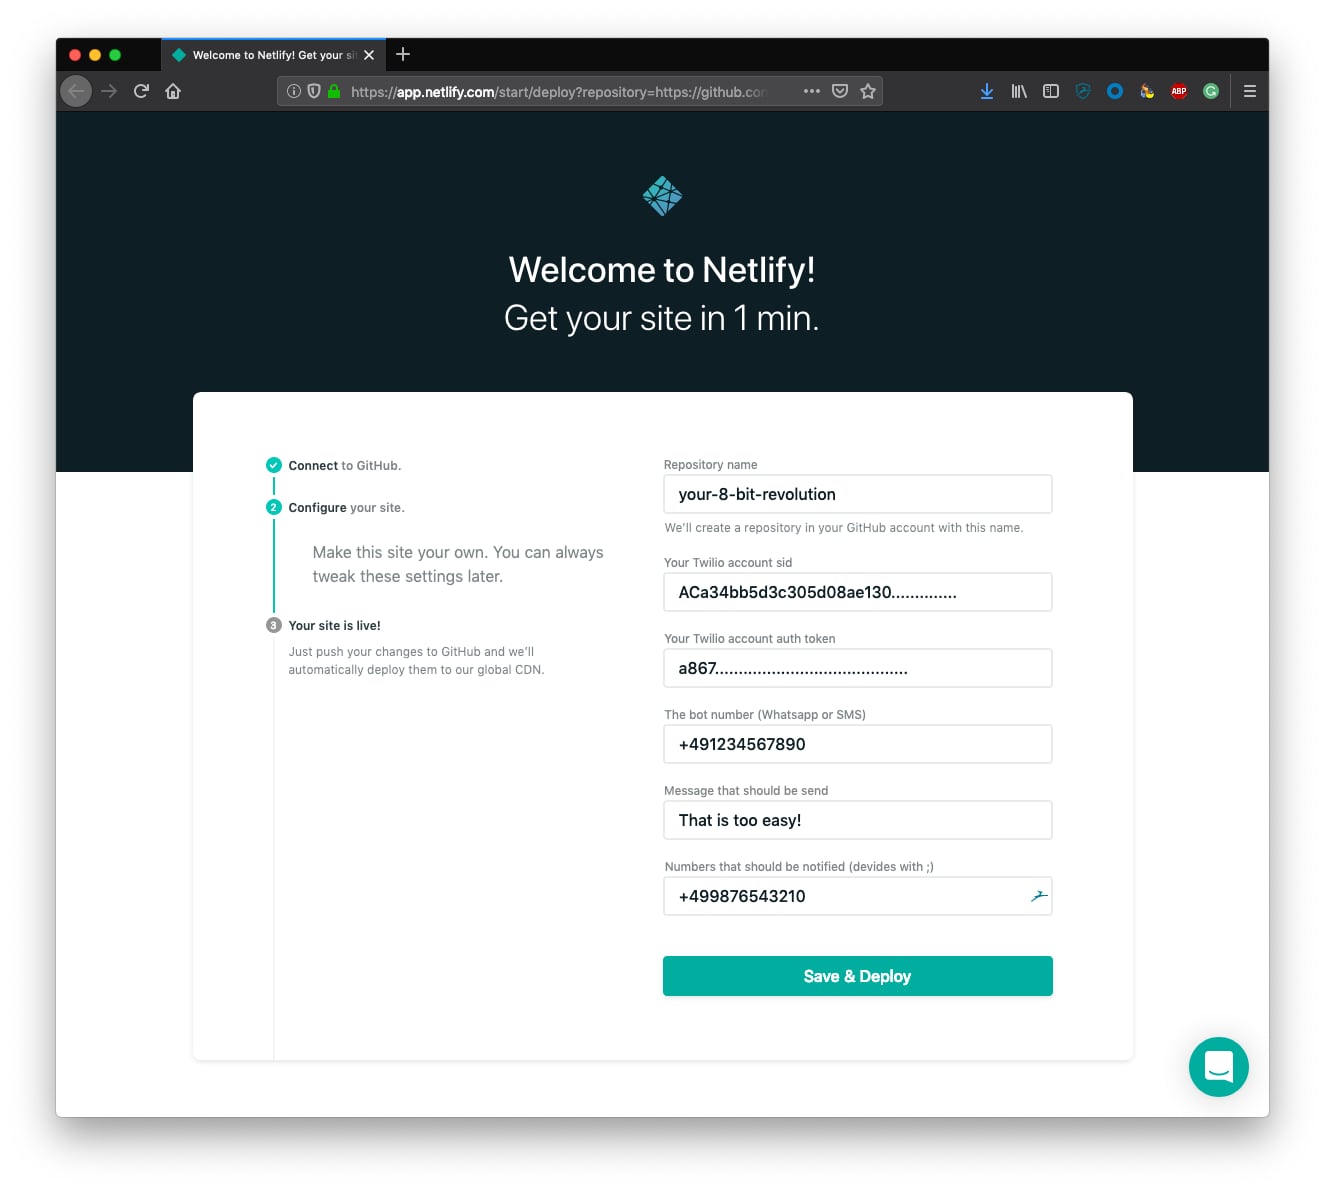 Welcome to Netlify! Get your si
https://app.netlify.com/start/deploy?repository=https://github.co
ABP
Welcome to Netlify!
Get your site in 1 min.
Connect to GitHub.
2 Configure your site.
Make this site your own. You can always
tweak these settings later.
3 Your site is live!
Just push your changes to GitHub and we'll
automatically deploy them to our global CDN.
Repository name
your-8-bit-revolution
We'll create a repository in your GitHub account with this name.
Your Twilio account sid
ACa34bb5d3c305d08ae130..............
Your Twilio account auth token
a867.........................................
The bot number (Whatsapp or SMS)
+491234567890
Message that should be send
That is too easy!
Numbers that should be notified (devides with ;)
+499876543210
Save & Deploy